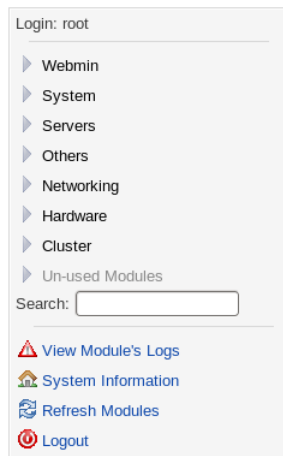 Login: root
Webmin
System
Servers
Others
Networking
Hardware
Cluster
Un-used Modules
Search:
View Module's Logs
System Information
Refresh Modules
Logout